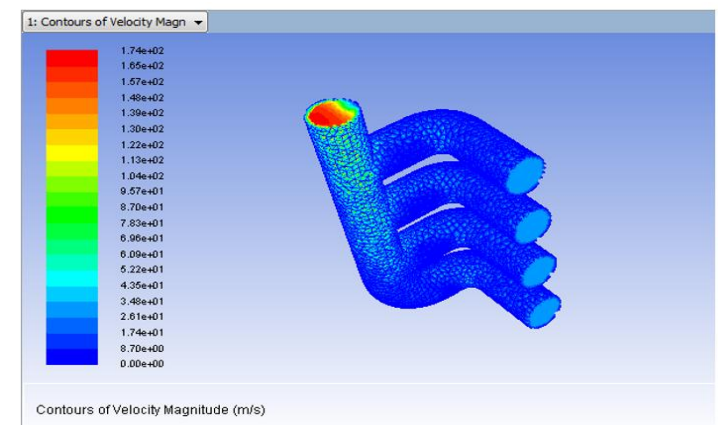 1: Contours of Velocity Magn
1.74e+02
1.65e+02
1.57e+02
1.48e+02
1.39e+02
1.30e+02
1.22e+02
1.13e+02
1.04e+02
9.57e+01
8.70e+01
7.83e+01
6.96e+01
6.09e+01
5.22e+01
4.35e+01
3.48e+01
2.61e+01
1.74e+01
8.70e+00
0.00e+00
Contours of Velocity Magnitude (m/s)